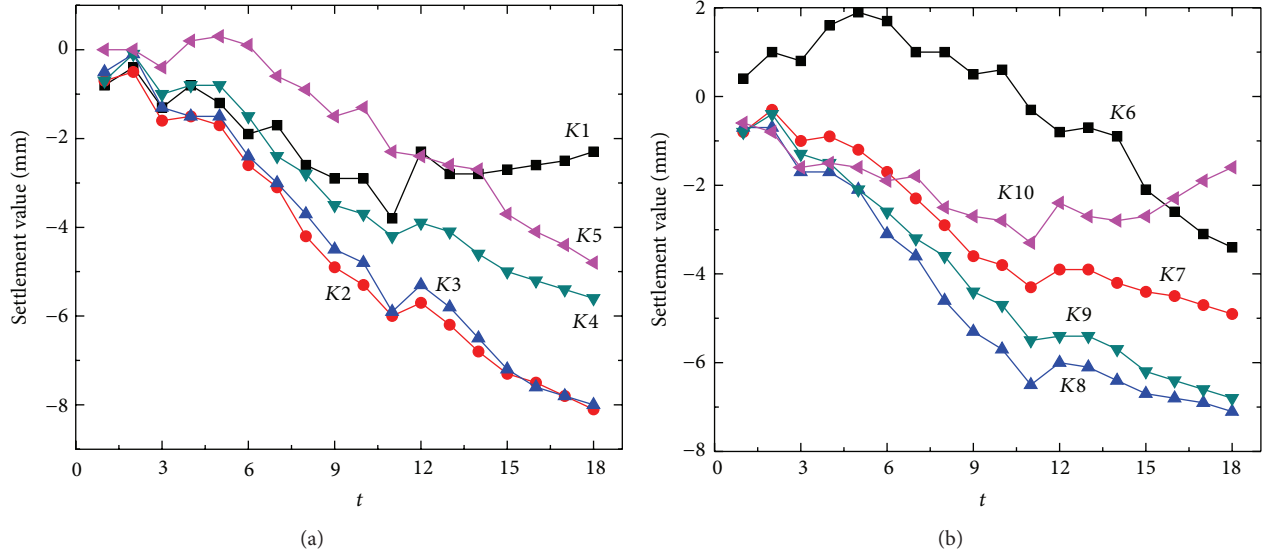 0
−2
−4
−6
−8
Settlement value (mm)
K1
K5
K3
K2
K4
0 3 6 9 12 15 18
t
(a)
2
0
−2
−4
−6
−8
Settlement value (mm)
K6
K10
K7
K9
K8
0 3 6 9 12 15 18
t
(b)